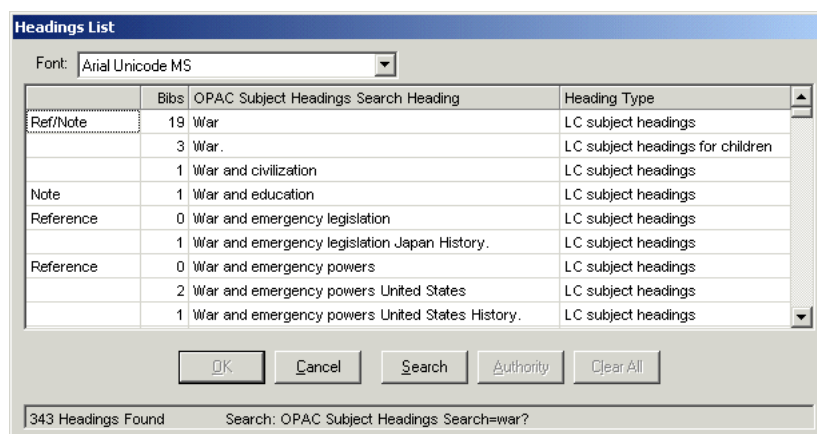 Headings List
Font: Arial Unicode MS
Bibs OPAC Subject Headings Search Heading Heading Type
Ref/Note 19 War LC subject headings
3 War. LC subject headings for children
1 War and civilization LC subject headings
Note 1 War and education LC subject headings
Reference 0 War and emergency legislation LC subject headings
1 War and emergency legislation Japan History. LC subject headings
Reference 0 War and emergency powers LC subject headings
2 War and emergency powers United States LC subject headings
1 War and emergency powers United States History. LC subject headings
OK Cancel Search Authority Clear All
343 Headings Found Search: OPAC Subject Headings Search=war?